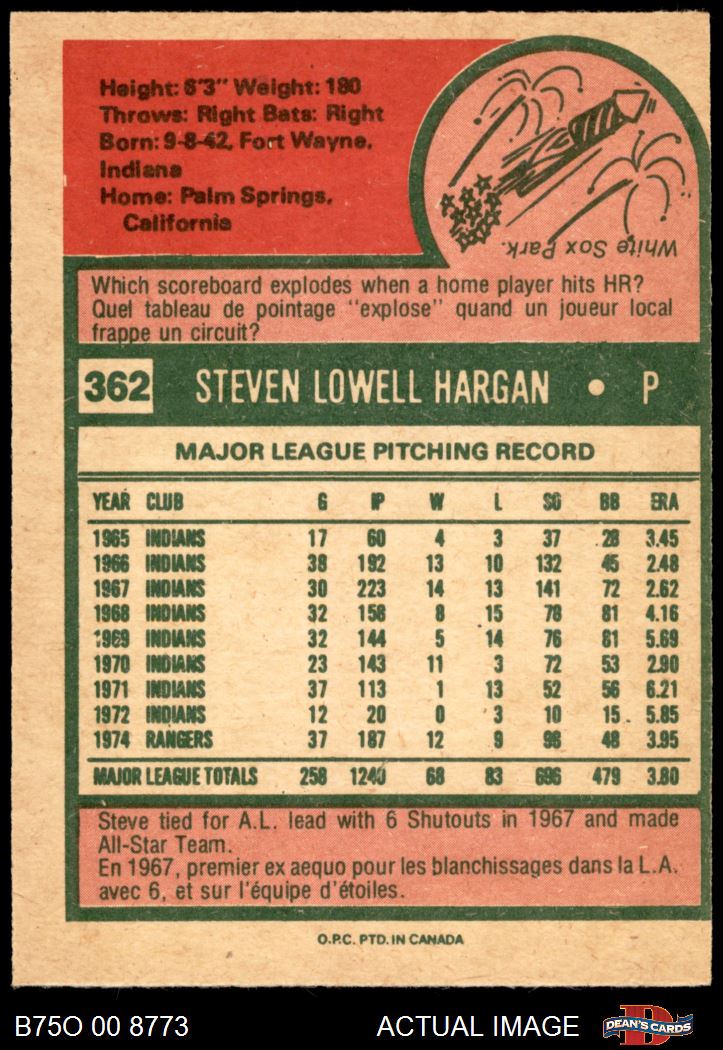 Height: 6'3" Weight: 180
Throws: Right Bats: Right
Born: 9-8-42, Fort Wayne,
Indiana
Home: Palm Springs,
California
White Sox Park.
Which scoreboard explodes when a home player hits HR?
Quel tableau de pointage "explose" quand un joueur local
frappe un circuit?
362 STEVEN LOWELL HARGAN • P
MAJOR LEAGUE PITCHING RECORD
YEAR CLUB G IP W L SO BB ERA
1965 INDIANS 17 60 4 3 37 28 3.45
1966 INDIANS 38 192 13 10 132 45 2.48
1967 INDIANS 30 223 14 13 141 72 2.62
1968 INDIANS 32 158 8 15 78 81 4.16
1969 INDIANS 32 144 5 14 76 81 5.69
1970 INDIANS 23 143 11 3 72 53 2.90
1971 INDIANS 37 113 1 13 52 56 6.21
1972 INDIANS 12 20 0 3 10 15 5.85
1974 RANGERS 37 187 12 9 98 48 3.95
MAJOR LEAGUE TOTALS 258 1240 68 83 696 479 3.80
Steve tied for A.L. lead with 6 Shutouts in 1967 and made
All-Star Team.
En 1967, premier ex aequo pour les blanchissages dans la L.A.
avec 6, et sur l'équipe d'étoiles.
O.P.C. PTD. IN CANADA
B75O 00 8773 ACTUAL IMAGE DEAN'S CARDS